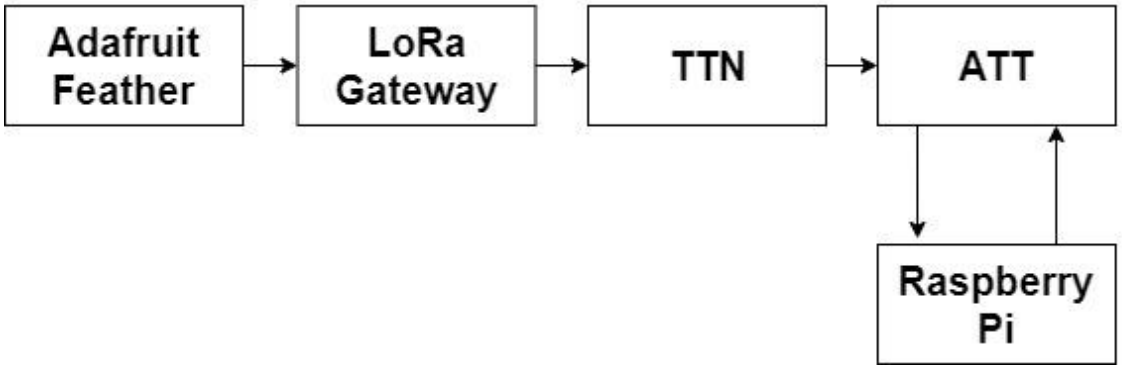 Adafruit
Feather
LoRa
Gateway
TTN
ATT
Raspberry
Pi